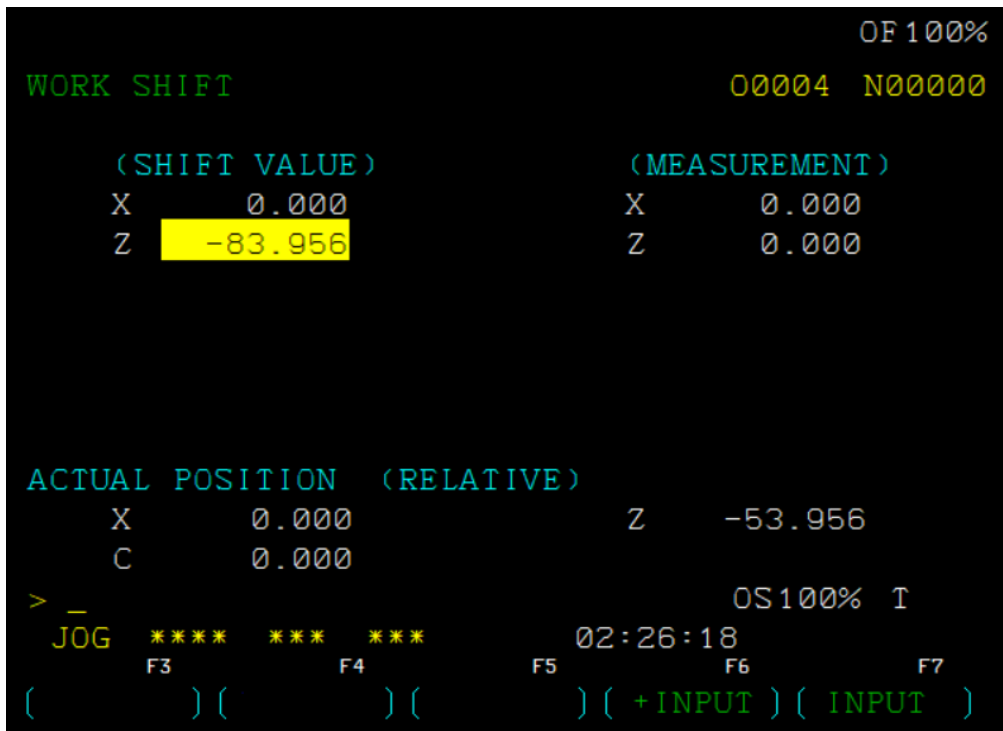 OF100%
WORK SHIFT O0004 N00000
(SHIFT VALUE) (MEASUREMENT)
X 0.000 X 0.000
Z -83.956 Z 0.000
ACTUAL POSITION (RELATIVE)
X 0.000 Z -53.956
C 0.000
> _ OS100% T
JOG **** *** *** 02:26:18
F3 F4 F5 F6 F7
( )( )( )( +INPUT )( INPUT )